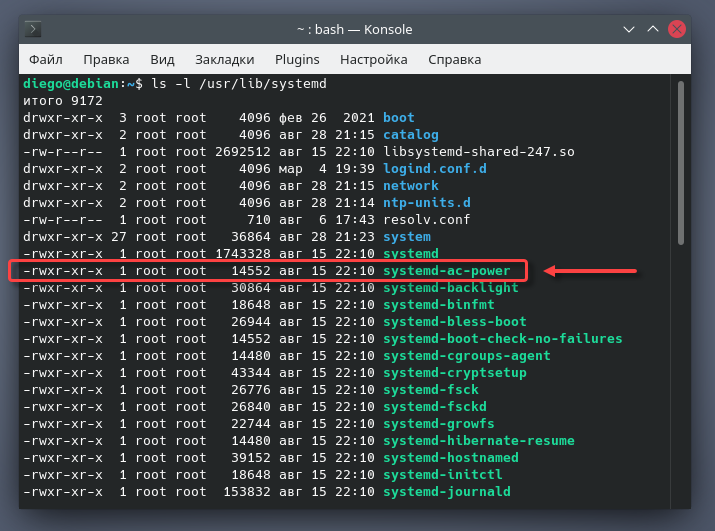 ~ : bash — Konsole
Файл Правка Вид Закладки Plugins Настройка Справка
diego@debian:~$ ls -l /usr/lib/systemd
итого 9172
drwxr-xr-x  3 root root    4096 фев 26  2021 boot
drwxr-xr-x  2 root root    4096 авг 28 21:15 catalog
-rw-r--r--  1 root root 2692512 авг 15 22:10 libsystemd-shared-247.so
drwxr-xr-x  2 root root    4096 мар  4 19:39 logind.conf.d
drwxr-xr-x  2 root root    4096 авг 28 21:15 network
drwxr-xr-x  2 root root    4096 авг 28 21:14 ntp-units.d
-rw-r--r--  1 root root     710 авг  6 17:43 resolv.conf
drwxr-xr-x 27 root root   36864 авг 28 21:23 system
-rwxr-xr-x  1 root root 1743328 авг 15 22:10 systemd
-rwxr-xr-x  1 root root   14552 авг 15 22:10 systemd-ac-power
-rwxr-xr-x  1 root root   30864 авг 15 22:10 systemd-backlight
-rwxr-xr-x  1 root root   18648 авг 15 22:10 systemd-binfmt
-rwxr-xr-x  1 root root   26944 авг 15 22:10 systemd-bless-boot
-rwxr-xr-x  1 root root   14552 авг 15 22:10 systemd-boot-check-no-failures
-rwxr-xr-x  1 root root   14480 авг 15 22:10 systemd-cgroups-agent
-rwxr-xr-x  1 root root   43344 авг 15 22:10 systemd-cryptsetup
-rwxr-xr-x  1 root root   26776 авг 15 22:10 systemd-fsck
-rwxr-xr-x  1 root root   26840 авг 15 22:10 systemd-fsckd
-rwxr-xr-x  1 root root   22744 авг 15 22:10 systemd-growfs
-rwxr-xr-x  1 root root   14480 авг 15 22:10 systemd-hibernate-resume
-rwxr-xr-x  1 root root   39152 авг 15 22:10 systemd-hostnamed
-rwxr-xr-x  1 root root   18648 авг 15 22:10 systemd-initctl
-rwxr-xr-x  1 root root  153832 авг 15 22:10 systemd-journald